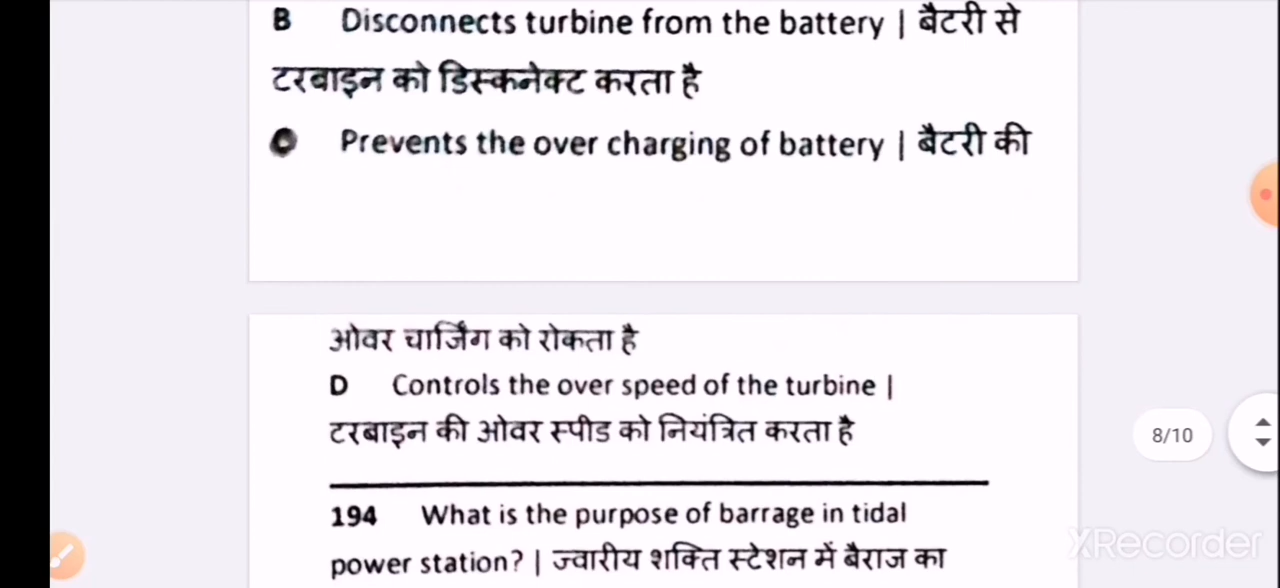 B Disconnects turbine from the battery | बैटरी से
टरबाइन को डिस्कनेक्ट करता है
C Prevents the over charging of battery | बैटरी की
ओवर चार्जिंग को रोकता है
D Controls the over speed of the turbine |
टरबाइन की ओवर स्पीड को नियंत्रित करता है
8/10
194 What is the purpose of barrage in tidal
power station? | ज्वारीय शक्ति स्टेशन में बैराज का
XRecorder